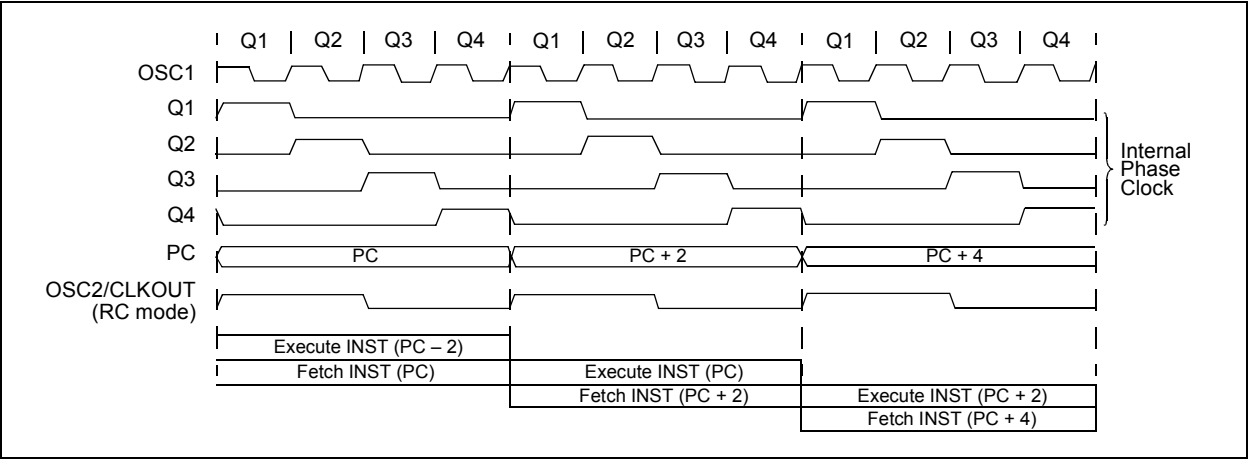 Q1 Q2 Q3 Q4 Q1 Q2 Q3 Q4 Q1 Q2 Q3 Q4
OSC1
Q1
Q2
Q3
Q4
Internal
Phase
Clock
PC PC PC + 2 PC + 4
OSC2/CLKOUT
(RC mode)
Execute INST (PC – 2)
Fetch INST (PC) Execute INST (PC)
Fetch INST (PC + 2) Execute INST (PC + 2)
Fetch INST (PC + 4)